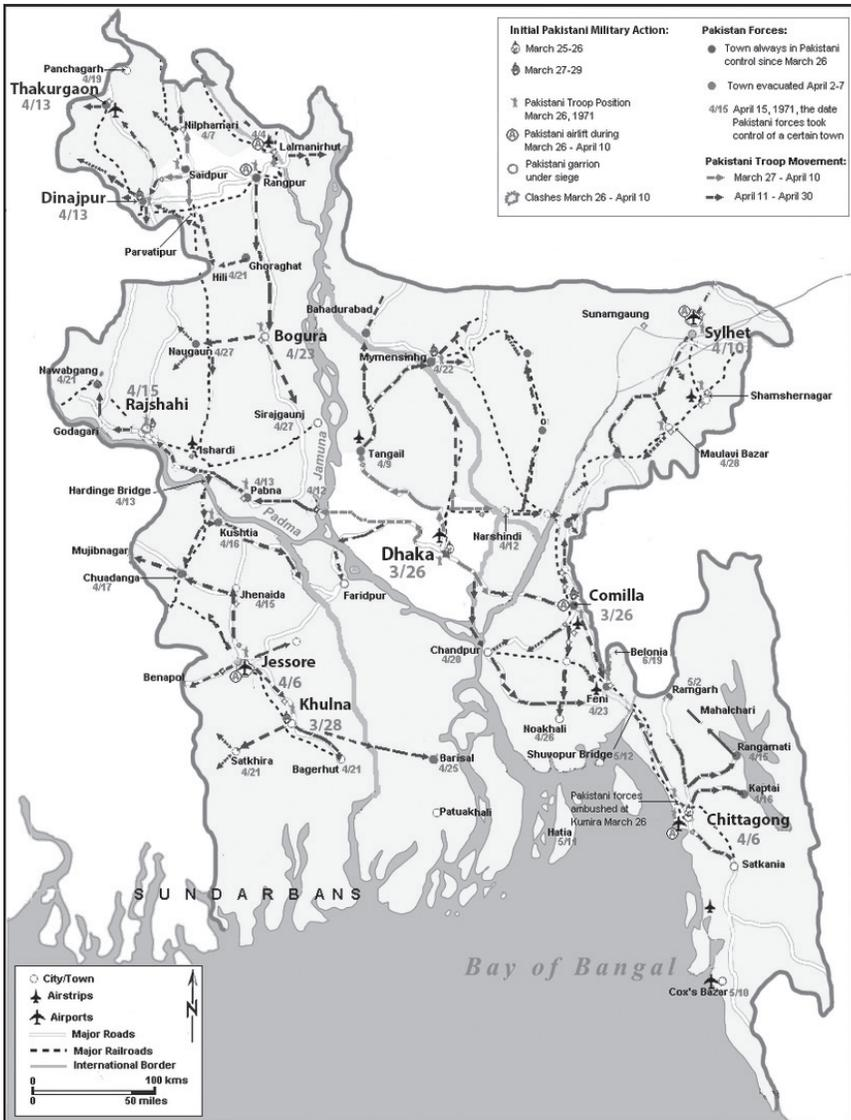 Initial Pakistani Military Action:
March 25-26
March 27-29
Pakistani Troop Position
March 26, 1971
A
Pakistani airlift during
March 26 - April 10
Pakistani garrion
under siege
Clashes March 26 - April 10
Pakistan Forces:
Town always in Pakistani
control since March 26
Town evacuated April 2-7
4/15
April 15, 1971, the date
Pakistani forces took
control of a certain town
Pakistani Troop Movement:
March 27 - April 10
April 11 - April 30
Panchagarh
4/19
Thakurgaon
4/13
Nilphamari
4/7
4/4
A
Lalmanirhut
Saidpur
A
Rangpur
Dinajpur
4/13
Parvatipur
Hili 4/21
Ghoraghat
Bahadurabad
Sunamgaung
A
Sylhet
4/10
Bogura
4/23
Naugaun 4/27
Mymensinhg
4/22
Nawabgang
4/21
4/15
Rajshahi
Shamshernagar
Sirajgaunj
4/27
Godagari
Ishardi
Jamuna
Tangail
4/9
Maulavi Bazar
4/28
Hardinge Bridge
4/13
4/13
Pabna
4/12
Padma
Kushtia
4/16
Dhaka
3/26
Narshindi
4/12
Mujibnagar
Chuadanga
4/17
Jhenaida
4/15
Faridpur
A
Comilla
3/26
Chandpur
4/20
Belonia
6/19
Jessore
4/6
A
Benapol
Feni
4/23
5/2
Ramgarh
Mahalchari
Khulna
3/28
Noakhali
4/26
Shuvopur Bridge 5/12
Rangamati
4/15
Satkhira
4/21
Bagerhut 4/21
Barisal
4/25
Kaptai
4/16
Pakistani forces
ambushed at
Kumira March 26
Patuakhali
Hatia
5/11
A
Chittagong
4/6
Satkania
SUNDARBANS
Bay of Bangal
Cox's Bazar 5/10
City/Town
Airstrips
Airports
Major Roads
Major Railroads
International Border
N
0 100 kms
0 50 miles